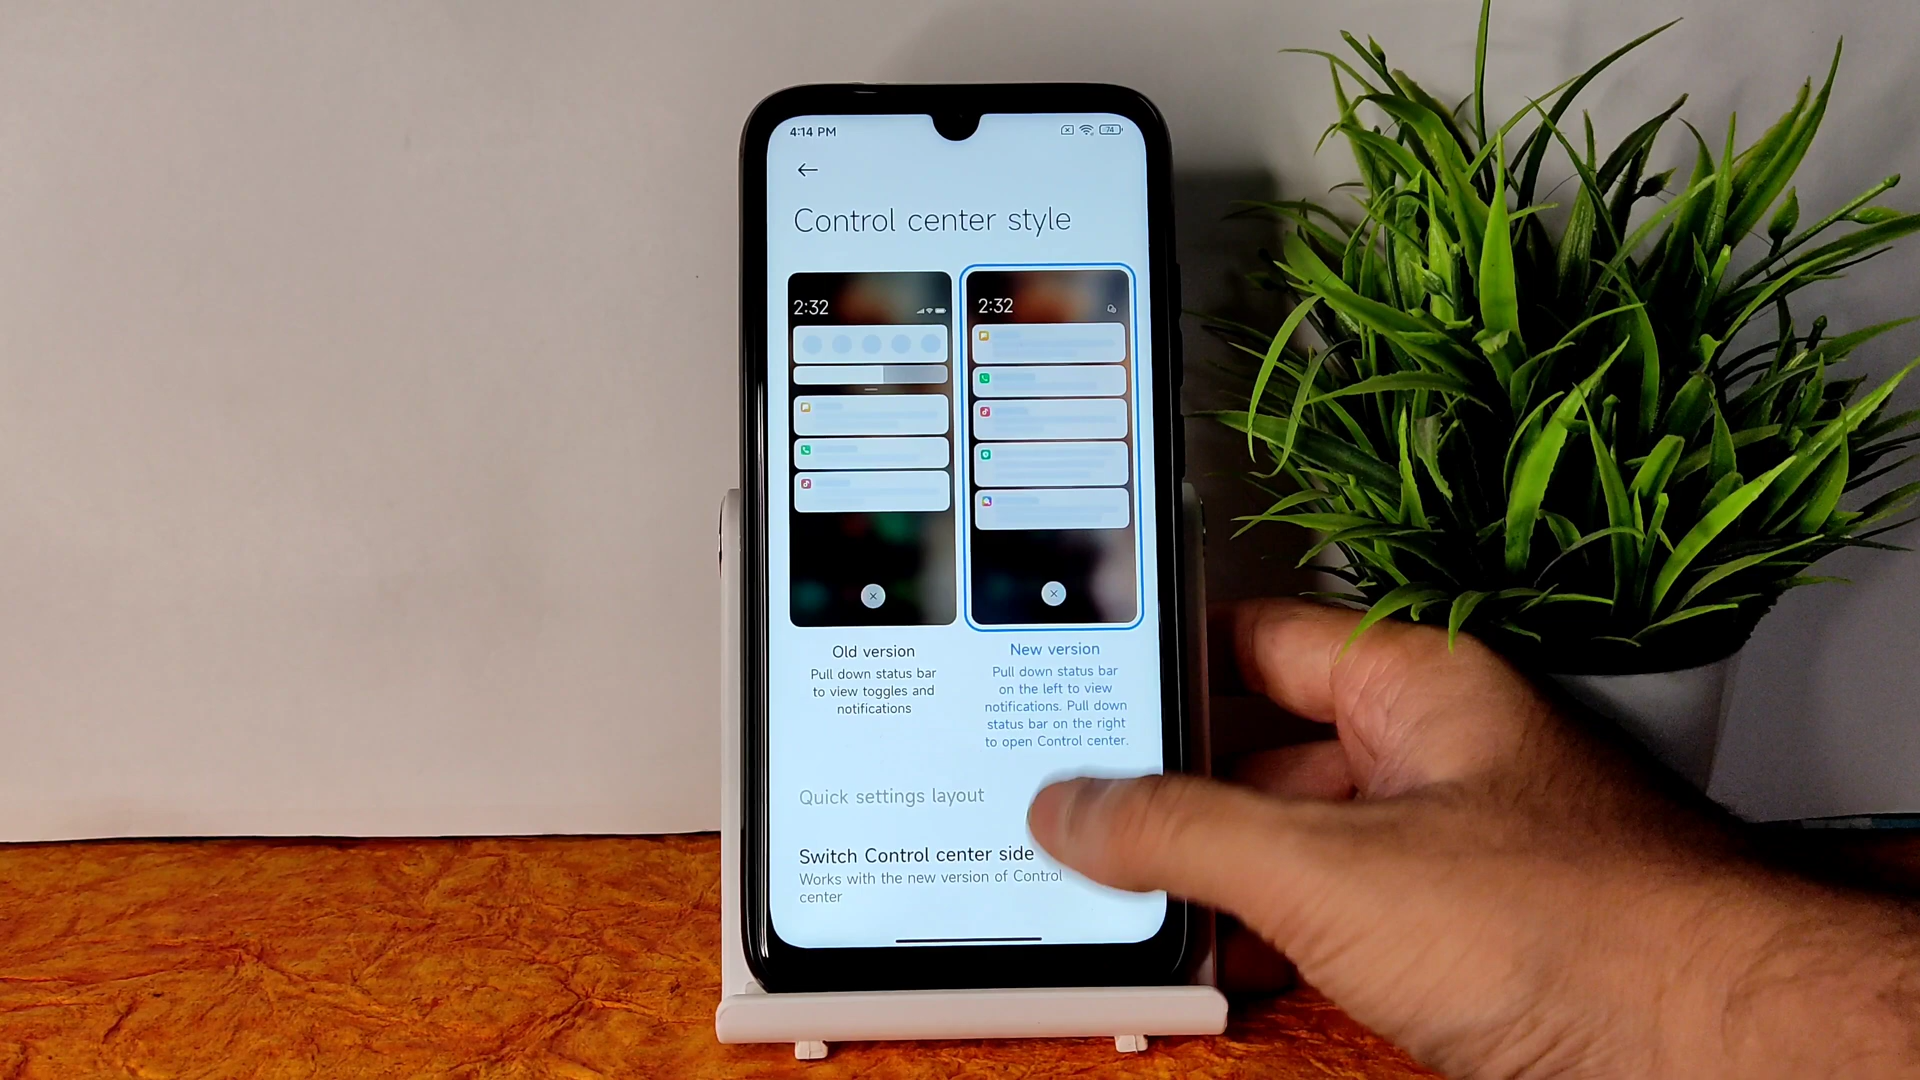 4:14 PM
74
Control center style
2:32
2:32
Old version
Pull down status bar
to view toggles and
notifications
New version
Pull down status bar
on the left to view
notifications. Pull down
status bar on the right
to open Control center.
Quick settings layout
Switch Control center side
Works with the new version of Control
center